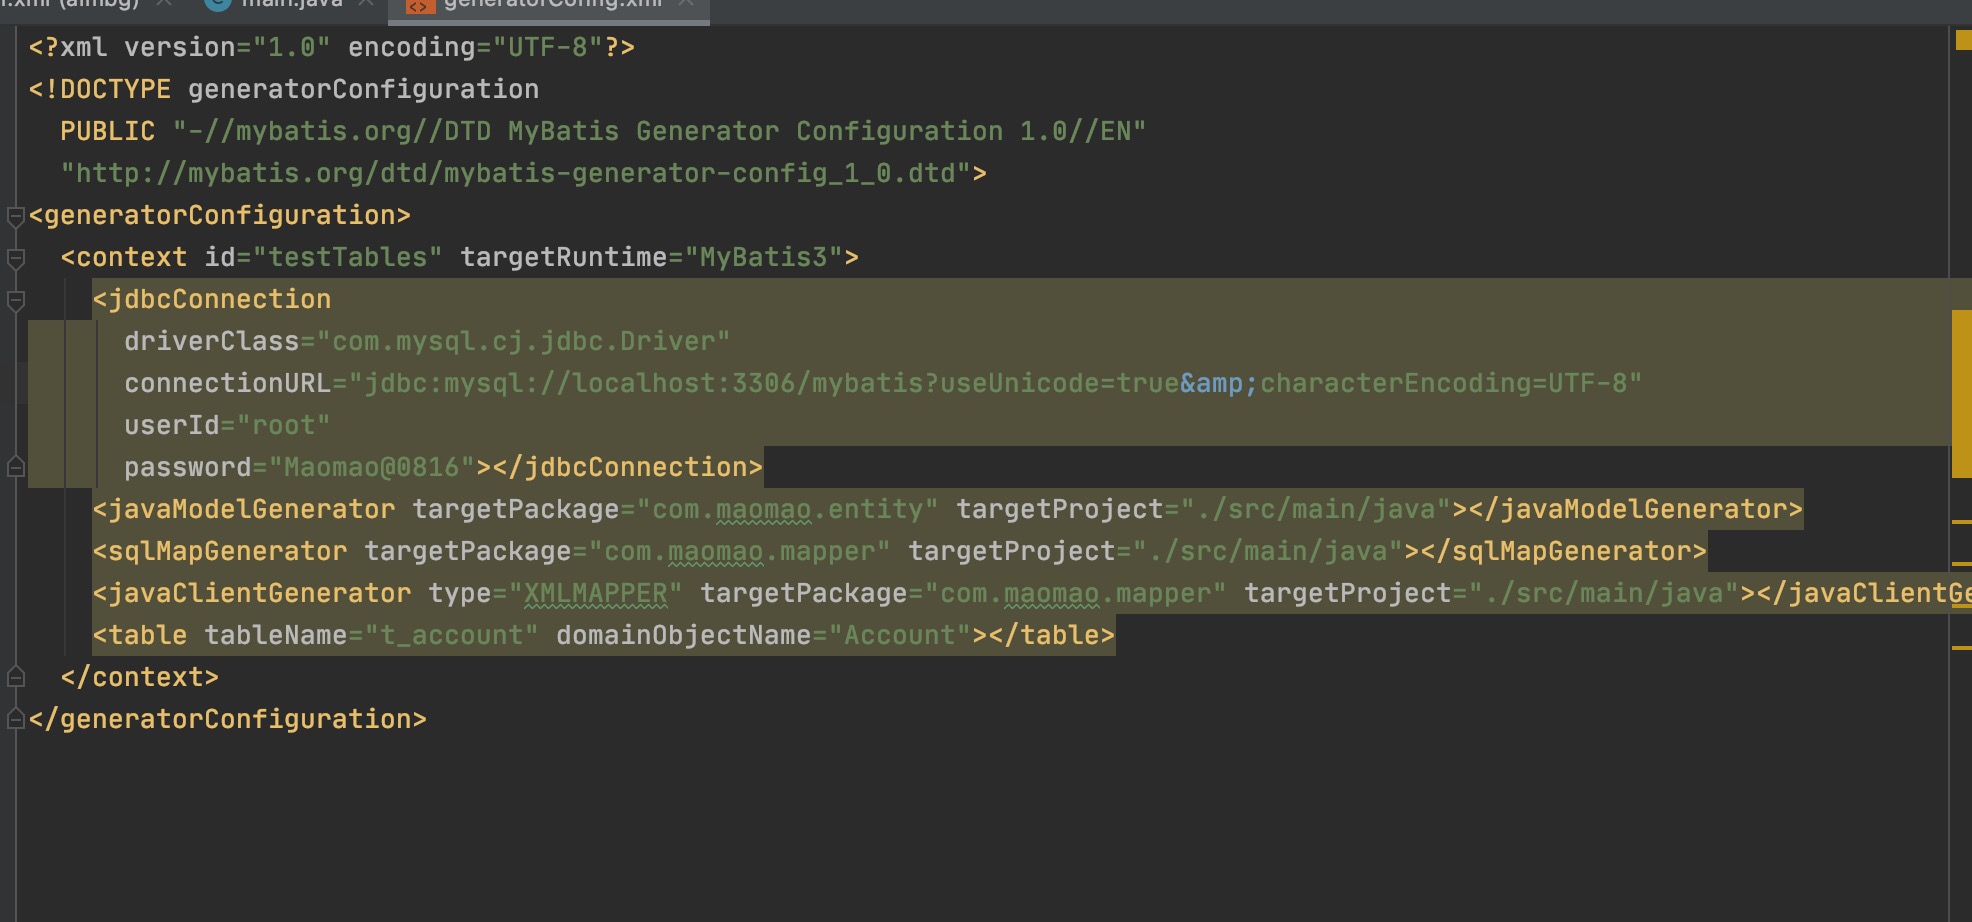 main.java
generatorConfig.xml
<?xml version="1.0" encoding="UTF-8"?>
<!DOCTYPE generatorConfiguration
  PUBLIC "-//mybatis.org//DTD MyBatis Generator Configuration 1.0//EN"
  "http://mybatis.org/dtd/mybatis-generator-config_1_0.dtd">
<generatorConfiguration>
  <context id="testTables" targetRuntime="MyBatis3">
    <jdbcConnection
      driverClass="com.mysql.cj.jdbc.Driver"
      connectionURL="jdbc:mysql://localhost:3306/mybatis?useUnicode=true&amp;characterEncoding=UTF-8"
      userId="root"
      password="Maomao@0816"></jdbcConnection>
    <javaModelGenerator targetPackage="com.maomao.entity" targetProject="./src/main/java"></javaModelGenerator>
    <sqlMapGenerator targetPackage="com.maomao.mapper" targetProject="./src/main/java"></sqlMapGenerator>
    <javaClientGenerator type="XMLMAPPER" targetPackage="com.maomao.mapper" targetProject="./src/main/java"></javaClientGe
    <table tableName="t_account" domainObjectName="Account"></table>
  </context>
</generatorConfiguration>